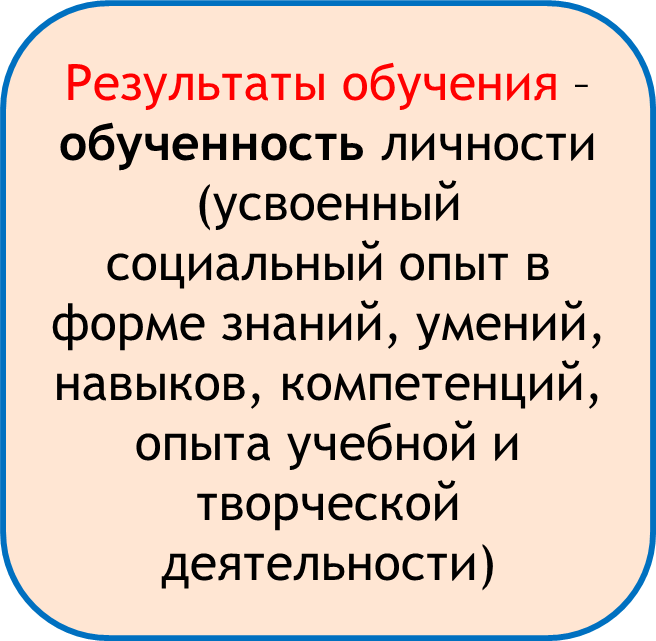 Результаты обучения –
обученность личности
(усвоенный
социальный опыт в
форме знаний, умений,
навыков, компетенций,
опыта учебной и
творческой
деятельности)